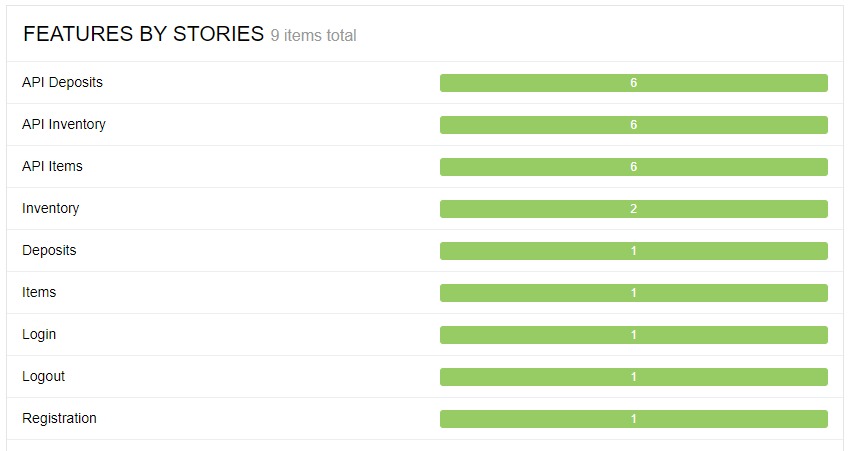 FEATURES BY STORIES 9 items total
API Deposits 6
API Inventory 6
API Items 6
Inventory 2
Deposits 1
Items 1
Login 1
Logout 1
Registration 1